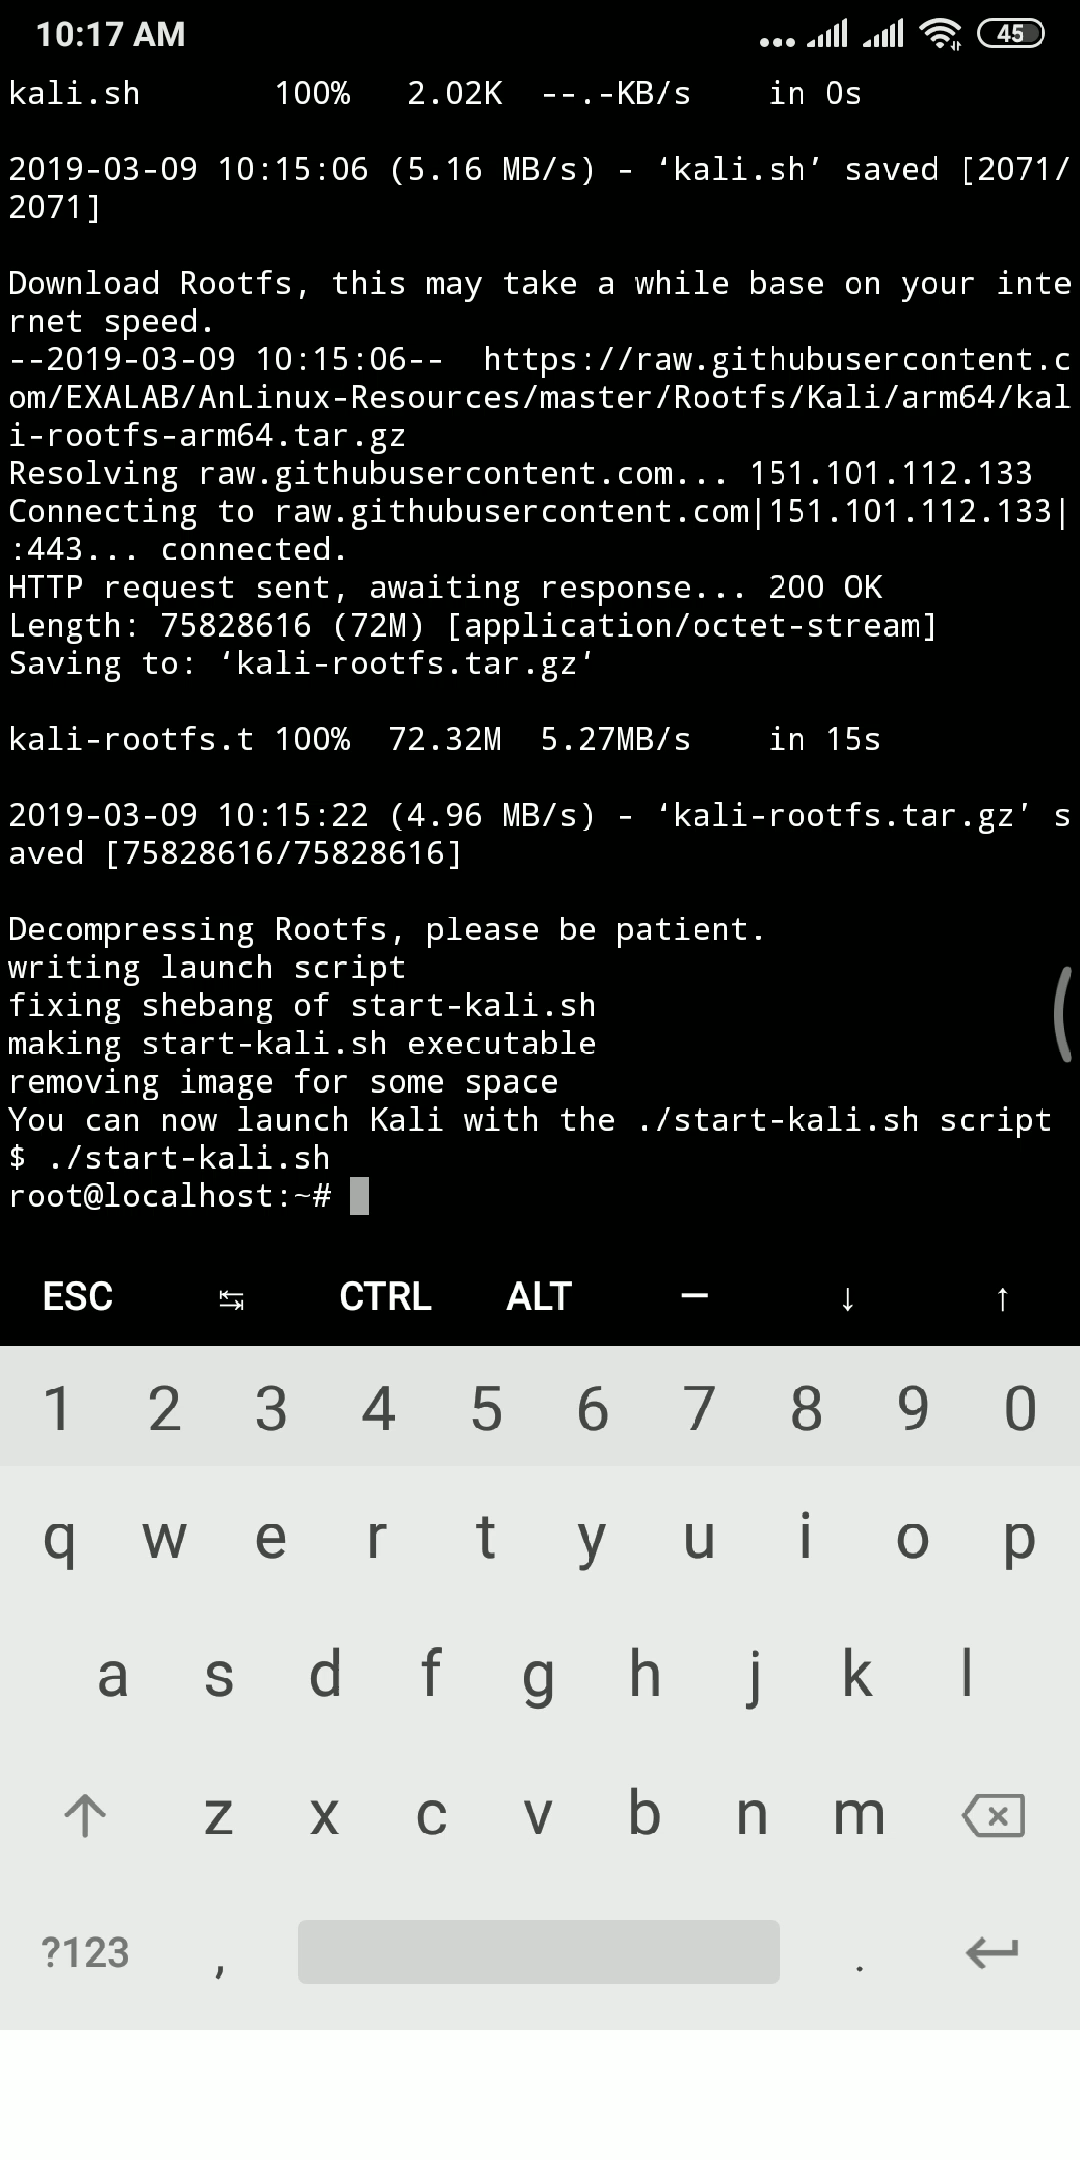 10:17 AM 45
kali.sh 100% 2.02K --.-KB/s in 0s
2019-03-09 10:15:06 (5.16 MB/s) - ‘kali.sh’ saved [2071/
2071]
Download Rootfs, this may take a while base on your inte
rnet speed.
--2019-03-09 10:15:06-- https://raw.githubusercontent.c
om/EXALAB/AnLinux-Resources/master/Rootfs/Kali/arm64/kal
i-rootfs-arm64.tar.gz
Resolving raw.githubusercontent.com... 151.101.112.133
Connecting to raw.githubusercontent.com|151.101.112.133|
:443... connected.
HTTP request sent, awaiting response... 200 OK
Length: 75828616 (72M) [application/octet-stream]
Saving to: ‘kali-rootfs.tar.gz’
kali-rootfs.t 100% 72.32M 5.27MB/s in 15s
2019-03-09 10:15:22 (4.96 MB/s) - ‘kali-rootfs.tar.gz’ s
aved [75828616/75828616]
Decompressing Rootfs, please be patient.
writing launch script
fixing shebang of start-kali.sh
making start-kali.sh executable
removing image for some space
You can now launch Kali with the ./start-kali.sh script
$ ./start-kali.sh
root@localhost:~#
ESC ↹ CTRL ALT — ↓ ↑
1 2 3 4 5 6 7 8 9 0
q w e r t y u i o p
a s d f g h j k l
z x c v b n m
?123 , .